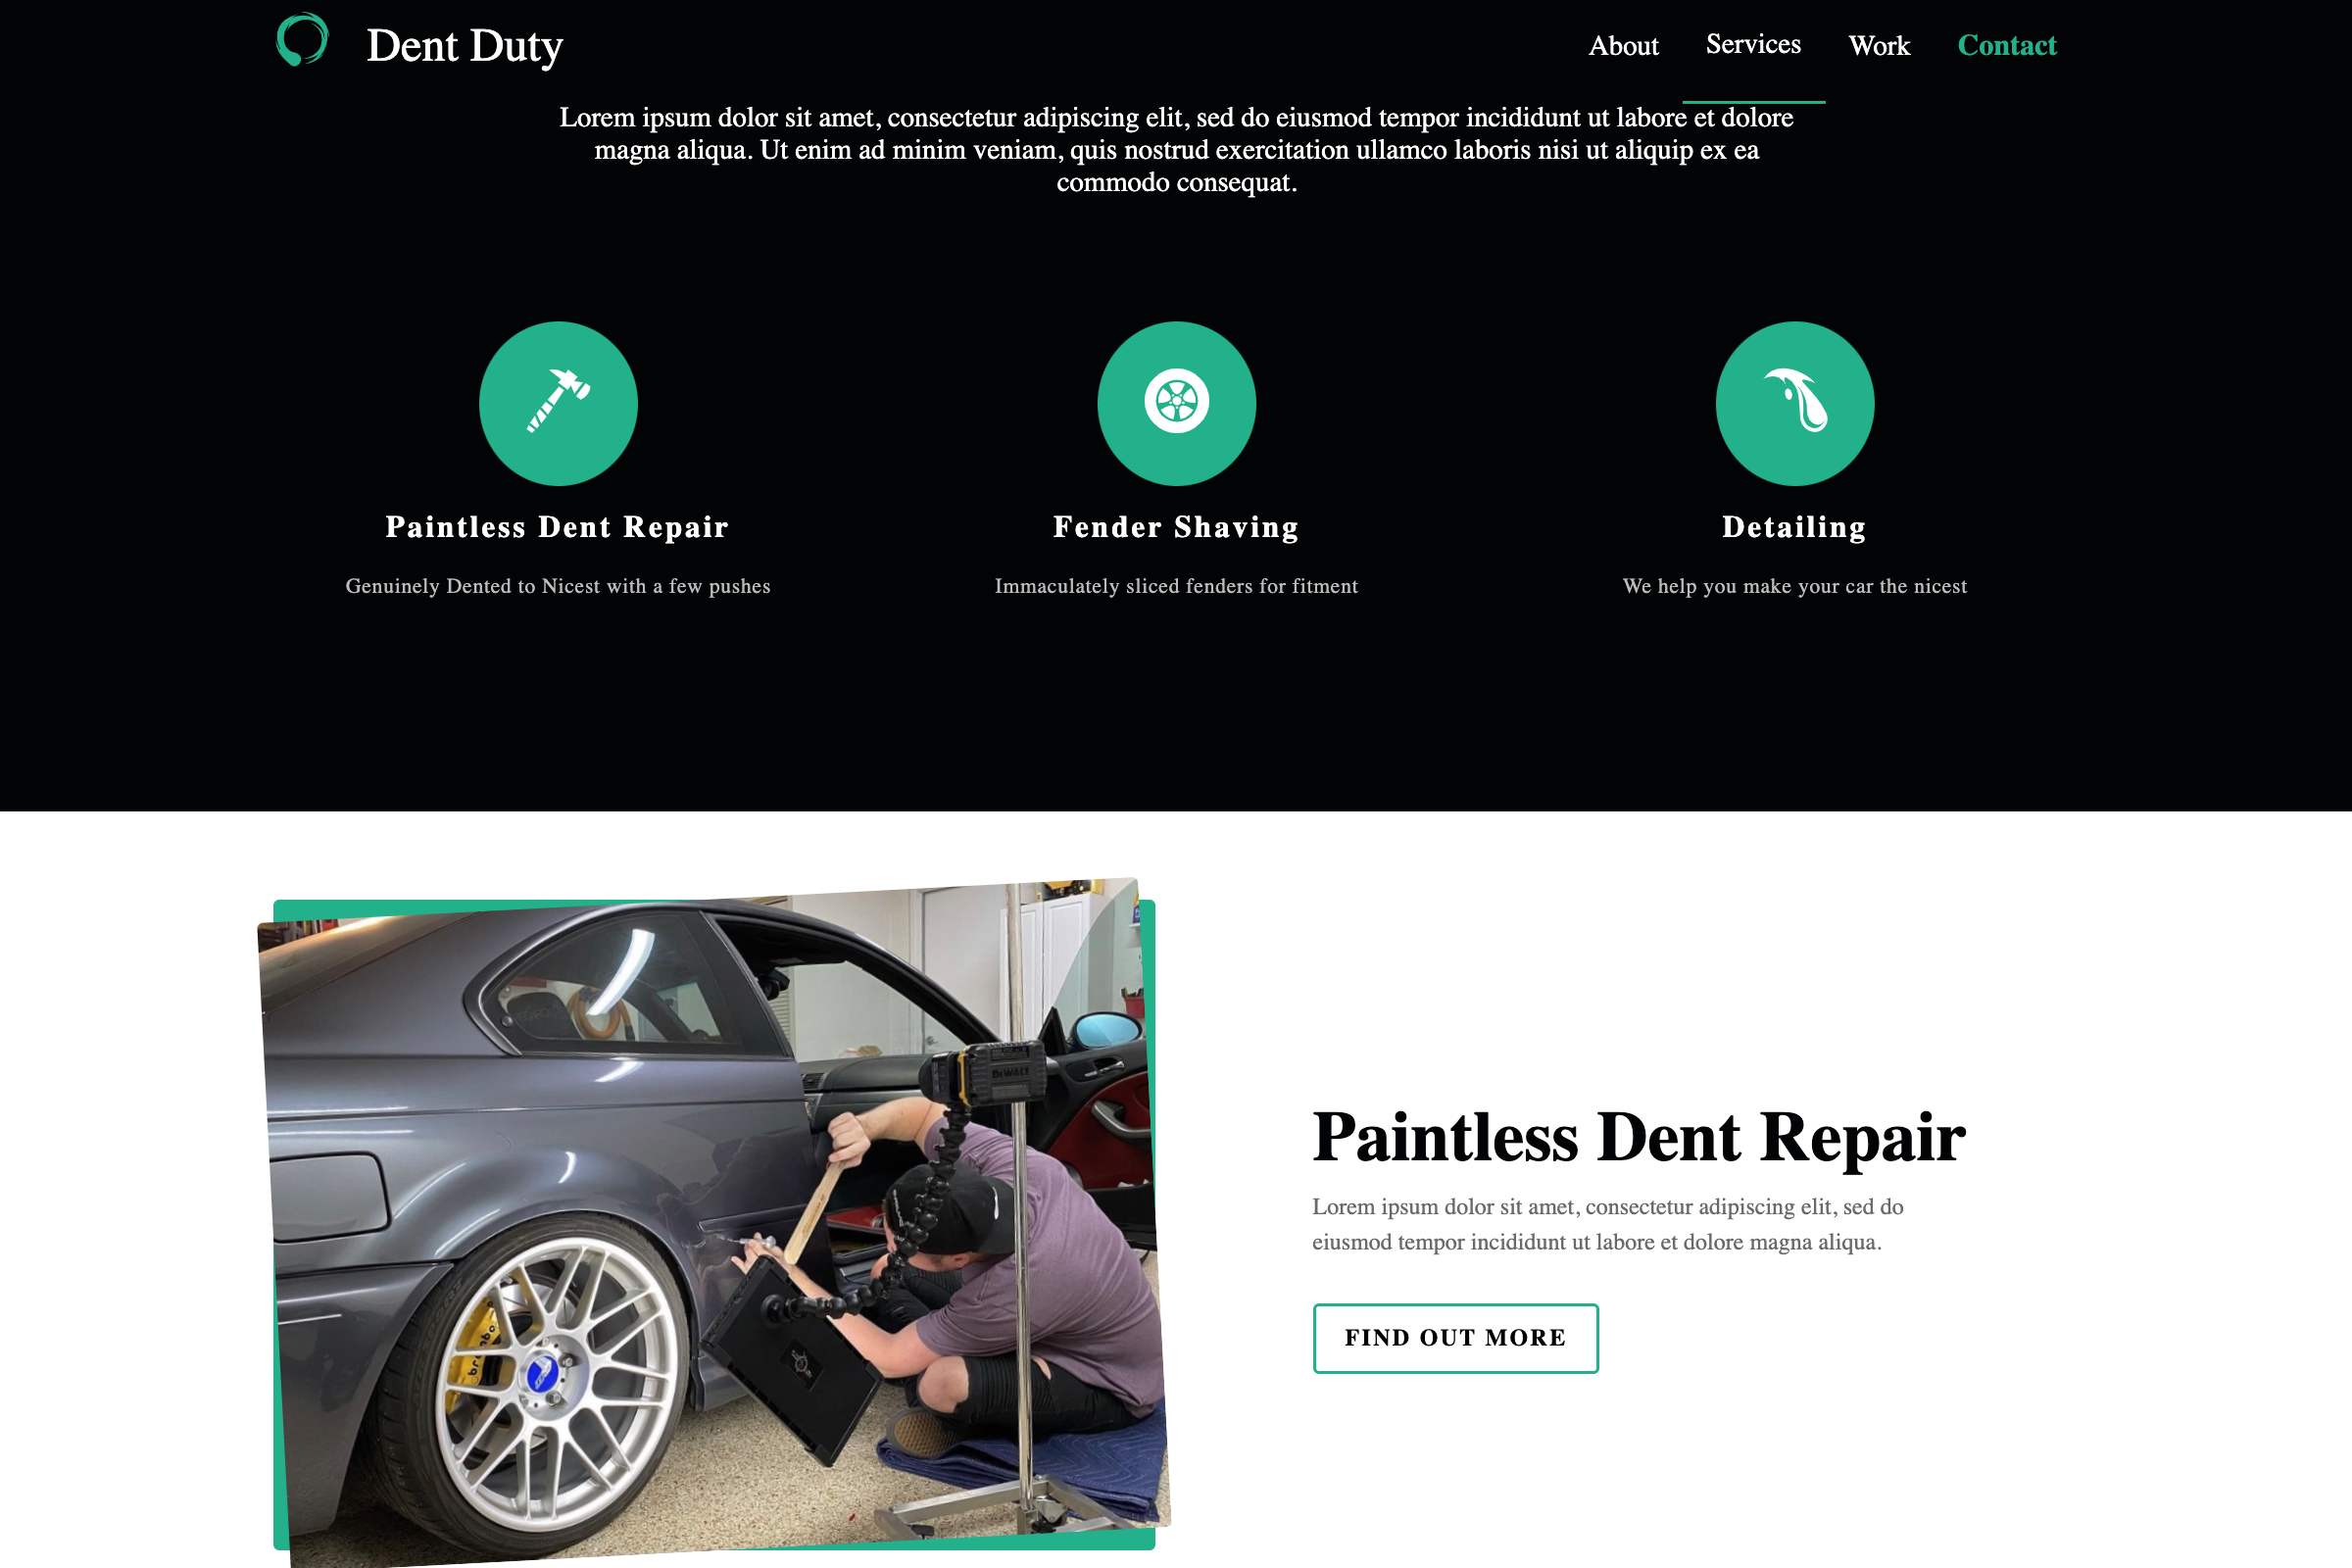 Dent Duty
About Services Work Contact
Lorem ipsum dolor sit amet, consectetur adipiscing elit, sed do eiusmod tempor incididunt ut labore et dolore
magna aliqua. Ut enim ad minim veniam, quis nostrud exercitation ullamco laboris nisi ut aliquip ex ea
commodo consequat.
Paintless Dent Repair
Fender Shaving
Detailing
Genuinely Dented to Nicest with a few pushes
Immaculately sliced fenders for fitment
We help you make your car the nicest
DEWALT
Paintless Dent Repair
Lorem ipsum dolor sit amet, consectetur adipiscing elit, sed do
eiusmod tempor incididunt ut labore et dolore magna aliqua.
FIND OUT MORE
brembo